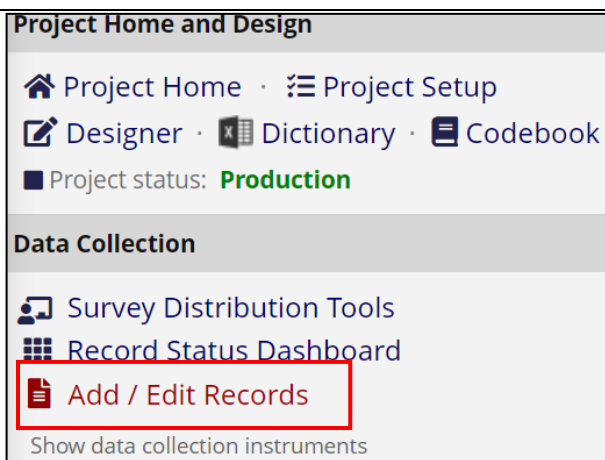 Project Home and Design
Project Home · Project Setup
Designer · Dictionary · Codebook
Project status: Production
Data Collection
Survey Distribution Tools
Record Status Dashboard
Add / Edit Records
Show data collection instruments